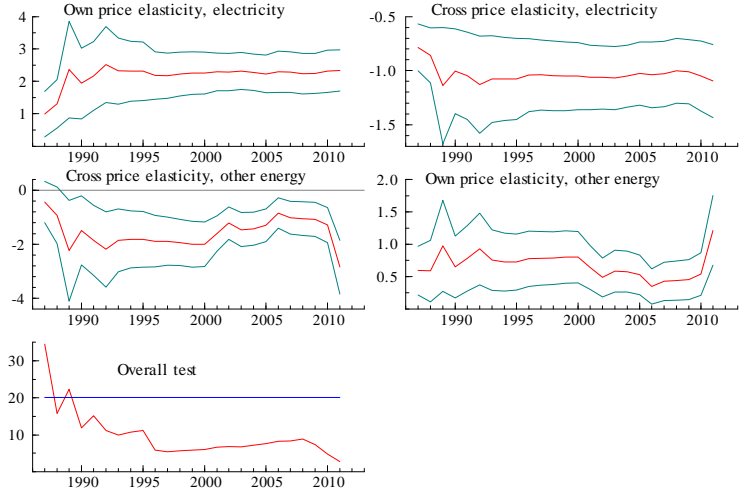 Own price elasticity, electricity
4
3
2
1
1990 1995 2000 2005 2010
Cross price elasticity, electricity
-0.5
-1.0
-1.5
1990 1995 2000 2005 2010
Cross price elasticity, other energy
0
-2
-4
1990 1995 2000 2005 2010
Own price elasticity, other energy
2.0
1.5
1.0
0.5
1990 1995 2000 2005 2010
Overall test
30
20
10
1990 1995 2000 2005 2010